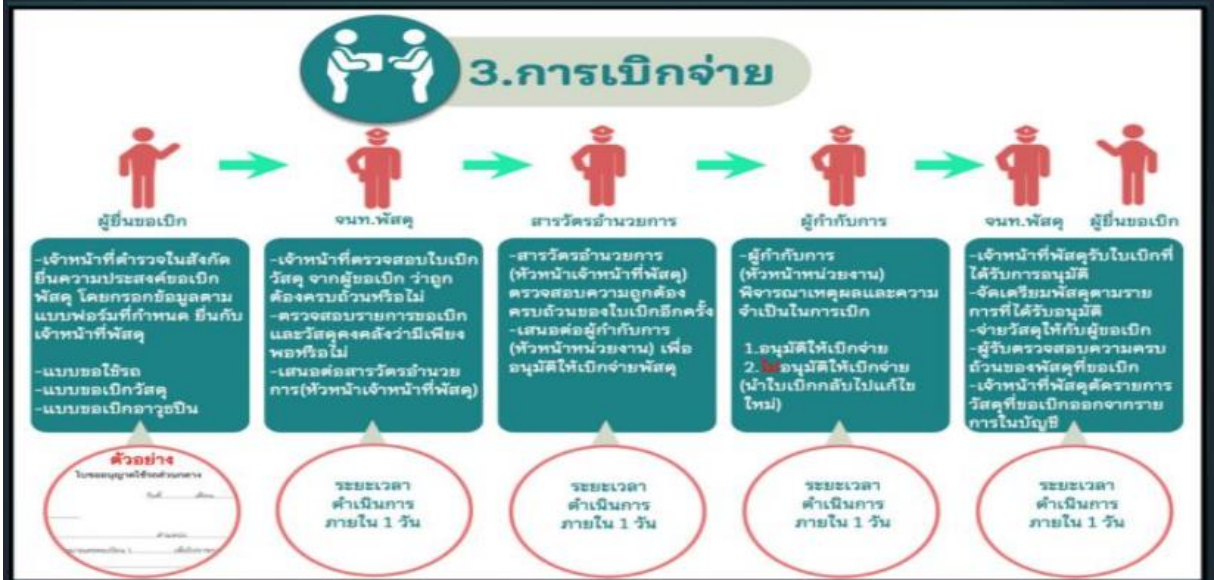 3.การเบิกจ่าย
ผู้ยื่นขอเบิก
จนท.พัสดุ
สารวัตรอำนวยการ
ผู้กำกับการ
จนท.พัสดุ
ผู้ยื่นขอเบิก
-เจ้าหน้าที่ตำรวจในสังกัด
ยื่นความประสงค์ขอเบิก
พัสดุ โดยกรอกข้อมูลตาม
แบบฟอร์มที่กำหนด ยื่นกับ
เจ้าหน้าที่พัสดุ
-แบบขอใช้รถ
-แบบขอเบิกวัสดุ
-แบบขอเบิกอาวุธปืน
-เจ้าหน้าที่ตรวจสอบใบเบิก
วัสดุ จากผู้ขอเบิก ว่าถูก
ต้องครบถ้วนหรือไม่
-ตรวจสอบรายการขอเบิก
และวัสดุคงคลังว่ามีเพียง
พอหรือไม่
-เสนอต่อสารวัตรอำนวย
การ(หัวหน้าเจ้าหน้าที่พัสดุ)
-สารวัตรอำนวยการ
(หัวหน้าเจ้าหน้าที่พัสดุ)
ตรวจสอบความถูกต้อง
ครบถ้วนของใบเบิกอีกครั้ง
-เสนอต่อผู้กำกับการ
(หัวหน้าหน่วยงาน) เพื่อ
อนุมัติให้เบิกจ่ายพัสดุ
-ผู้กำกับการ
(หัวหน้าหน่วยงาน)
พิจารณาเหตุผลและความ
จำเป็นในการเบิก
1.อนุมัติให้เบิกจ่าย
2.ไม่อนุมัติให้เบิกจ่าย
(นำใบเบิกกลับไปแก้ไข
ใหม่)
-เจ้าหน้าที่พัสดุรับใบเบิกที่
ได้รับการอนุมัติ
-จัดเตรียมพัสดุตามราย
การที่ได้รับอนุมัติ
-จ่ายวัสดุให้กับผู้ขอเบิก
-ผู้รับตรวจสอบความครบ
ถ้วนของพัสดุที่ขอเบิก
-เจ้าหน้าที่พัสดุตัดรายการ
วัสดุที่ขอเบิกออกจากราย
การในบัญชี
ตัวอย่าง
ใบขออนุญาตใช้รถส่วนกลาง
วันที่ เดือน
ตำแหน่ง
ระยะเวลา
ดำเนินการ
ภายใน 1 วัน
ระยะเวลา
ดำเนินการ
ภายใน 1 วัน
ระยะเวลา
ดำเนินการ
ภายใน 1 วัน
ระยะเวลา
ดำเนินการ
ภายใน 1 วัน